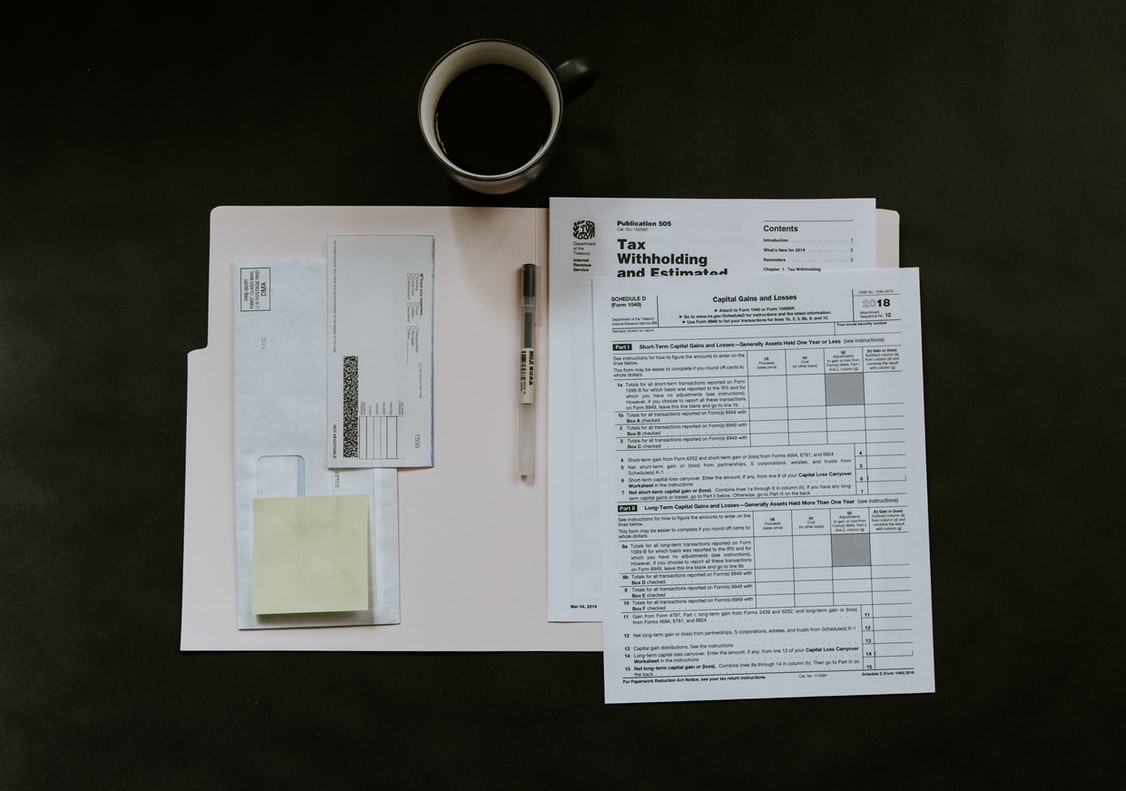 Publication 505
Cat. No. 15008E
Department
of the
Treasury
Internal
Revenue
Service
Tax
Withholding
and Estimated
Contents
Introduction
What's New for 2019
Reminders
Chapter 1. Tax Withholding
Mar 04, 2019
SCHEDULE D
(Form 1040)
Department of the Treasury
Internal Revenue Service (99)
Name(s) shown on return
Capital Gains and Losses
▶ Attach to Form 1040 or Form 1040NR.
▶ Go to www.irs.gov/ScheduleD for instructions and the latest information.
▶ Use Form 8949 to list your transactions for lines 1b, 2, 3, 8b, 9, and 10.
OMB No. 1545-0074
2018
Attachment
Sequence No. 12
Your social security number
Part I Short-Term Capital Gains and Losses—Generally Assets Held One Year or Less (see instructions)
See instructions for how to figure the amounts to enter on the
lines below.
This form may be easier to complete if you round off cents to
whole dollars.
(d)
Proceeds
(sales price)
(e)
Cost
(or other basis)
(g)
Adjustments
to gain or loss from
Form(s) 8949, Part I,
line 2, column (g)
(h) Gain or (loss)
Subtract column (e)
from column (d) and
combine the result
with column (g)
1a Totals for all short-term transactions reported on Form
1099-B for which basis was reported to the IRS and for
which you have no adjustments (see instructions).
However, if you choose to report all these transactions
on Form 8949, leave this line blank and go to line 1b
1b Totals for all transactions reported on Form(s) 8949 with
Box A checked
2 Totals for all transactions reported on Form(s) 8949 with
Box B checked
3 Totals for all transactions reported on Form(s) 8949 with
Box C checked
4 Short-term gain from Form 6252 and short-term gain or (loss) from Forms 4684, 6781, and 8824 4
5 Net short-term gain or (loss) from partnerships, S corporations, estates, and trusts from
Schedule(s) K-1 5
6 Short-term capital loss carryover. Enter the amount, if any, from line 8 of your Capital Loss Carryover
Worksheet in the instructions 6
7 Net short-term capital gain or (loss). Combine lines 1a through 6 in column (h). If you have any long-
term capital gains or losses, go to Part II below. Otherwise, go to Part III on the back 7
Part II Long-Term Capital Gains and Losses—Generally Assets Held More Than One Year (see instructions)
See instructions for how to figure the amounts to enter on the
lines below.
This form may be easier to complete if you round off cents to
whole dollars.
(d)
Proceeds
(sales price)
(e)
Cost
(or other basis)
(g)
Adjustments
to gain or loss from
Form(s) 8949, Part II,
line 2, column (g)
(h) Gain or (loss)
Subtract column (e)
from column (d) and
combine the result
with column (g)
8a Totals for all long-term transactions reported on Form
1099-B for which basis was reported to the IRS and for
which you have no adjustments (see instructions).
However, if you choose to report all these transactions
on Form 8949, leave this line blank and go to line 8b
8b Totals for all transactions reported on Form(s) 8949 with
Box D checked
9 Totals for all transactions reported on Form(s) 8949 with
Box E checked
10 Totals for all transactions reported on Form(s) 8949 with
Box F checked
11 Gain from Form 4797, Part I; long-term gain from Forms 2439 and 6252; and long-term gain or (loss)
from Forms 4684, 6781, and 8824 11
12 Net long-term gain or (loss) from partnerships, S corporations, estates, and trusts from Schedule(s) K-1 12
13 Capital gain distributions. See the instructions 13
14 Long-term capital loss carryover. Enter the amount, if any, from line 13 of your Capital Loss Carryover
Worksheet in the instructions 14
15 Net long-term capital gain or (loss). Combine lines 8a through 14 in column (h). Then go to Part III on
the back 15
For Paperwork Reduction Act Notice, see your tax return instructions.
Cat. No. 11338H
Schedule D (Form 1040) 2018
1509
NOT NEGOTIABLE